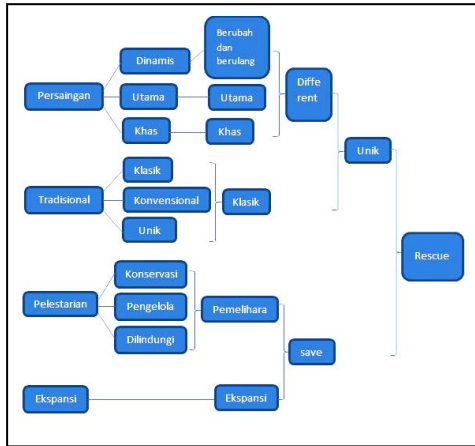 Persaingan
Dinamis
Berubah
dan
berulang
Utama
Utama
Khas
Khas
Diffe
rent
Tradisional
Klasik
Konvensional
Unik
Klasik
Unik
Pelestarian
Konservasi
Pengelola
Dilindungi
Pemelihara
Ekspansi
Ekspansi
save
Rescue